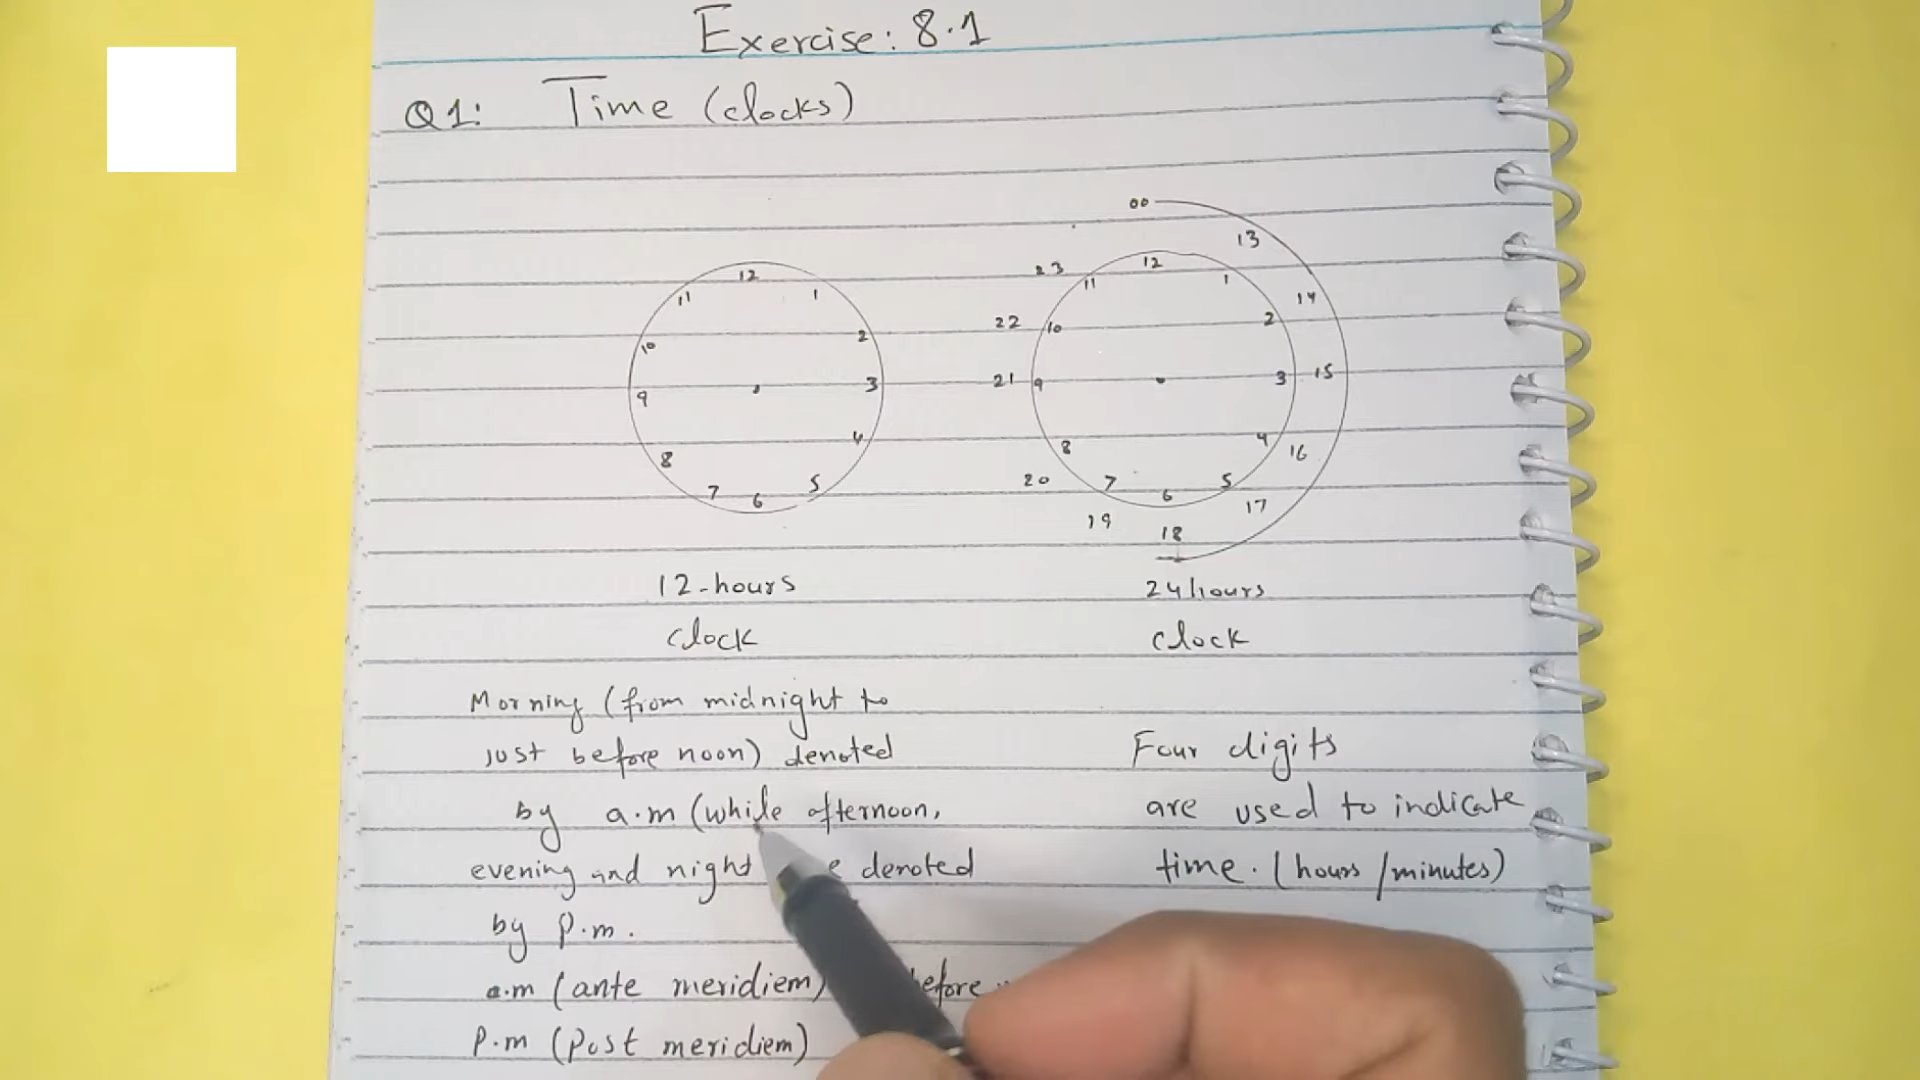 Exercise: 8.1
Q1: Time (clocks)
12
11 1
10 2
9 3
8 4
7 6 5
00
13
23 11 12 1
14
22 10 2
21 9 3 15
8 4 16
20 7 6 5 17
19 18
12-hours
clock
24hours
clock
Morning (from midnight to
just before noon) denoted
by a.m (while afternoon,
evening and night denoted
by P.m.
a.m (ante meridiem) before
P.m (Post meridiem)
Four digits
are used to indicate
time. (hours /minutes)